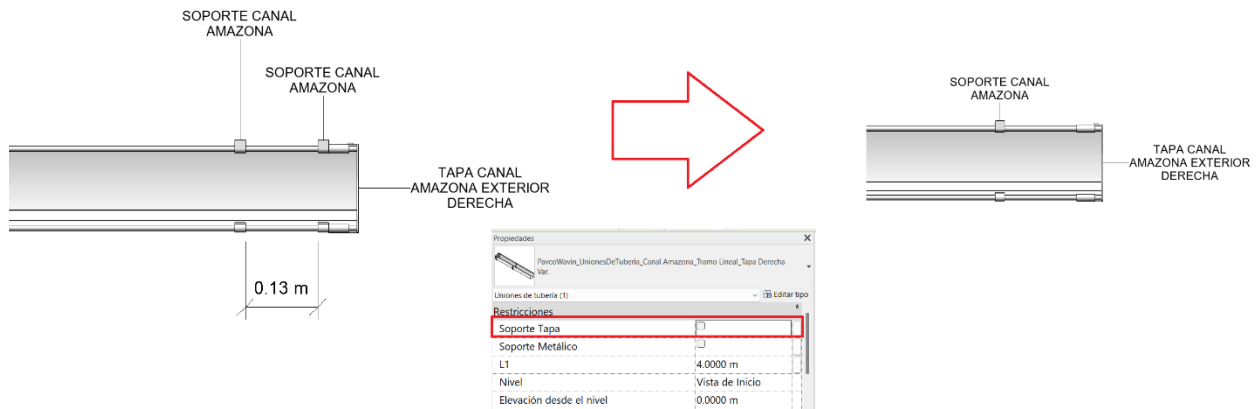 SOPORTE CANAL
AMAZONA
SOPORTE CANAL
AMAZONA
TAPA CANAL
AMAZONA EXTERIOR
DERECHA
0.13 m
SOPORTE CANAL
AMAZONA
TAPA CANAL
AMAZONA EXTERIOR
DERECHA
Propiedades X
PavcoWavin_UnionesDeTubería_Canal Amazona_Tramo Lineal_Tapa Derecha
Var.
Uniones de tubería (1) Editar tipo
Restricciones
Soporte Tapa
Soporte Metálico
L1 4.0000 m
Nivel Vista de Inicio
Elevación desde el nivel 0.0000 m